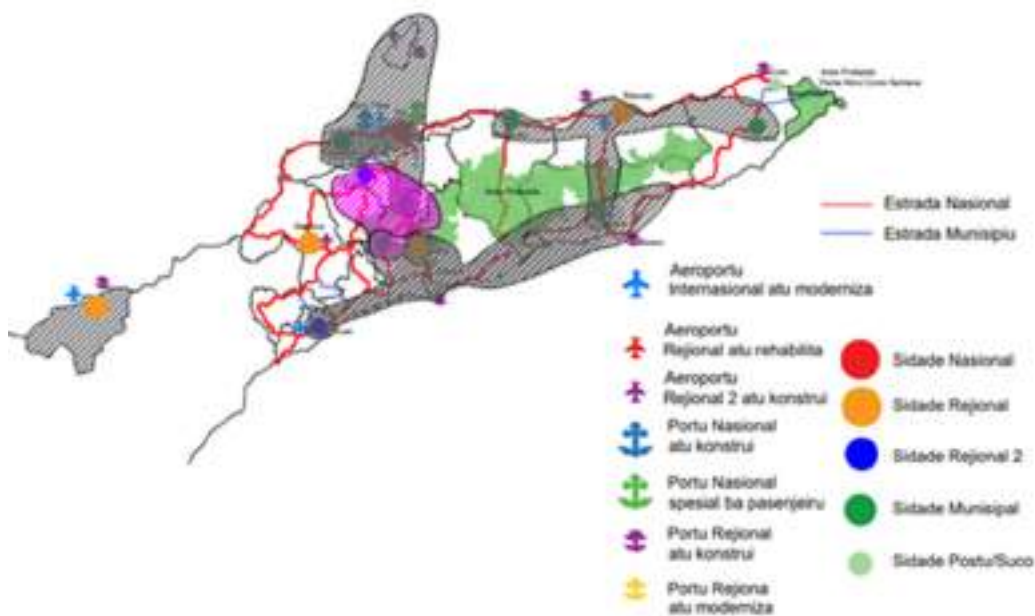 Estrada Nasional
Estrada Munisipiu
Aeroportu
Internasional atu moderniza
Aeroportu
Rejional atu rehabilita
Aeroportu
Rejional 2 atu konstrui
Portu Nasional
atu konstrui
Portu Nasional
spesial ba pasenjeiru
Portu Rejional
atu konstrui
Portu Rejiona
atu moderniza
Sidade Nasional
Sidade Rejional
Sidade Rejional 2
Sidade Munisipal
Sidade Postu/Suco